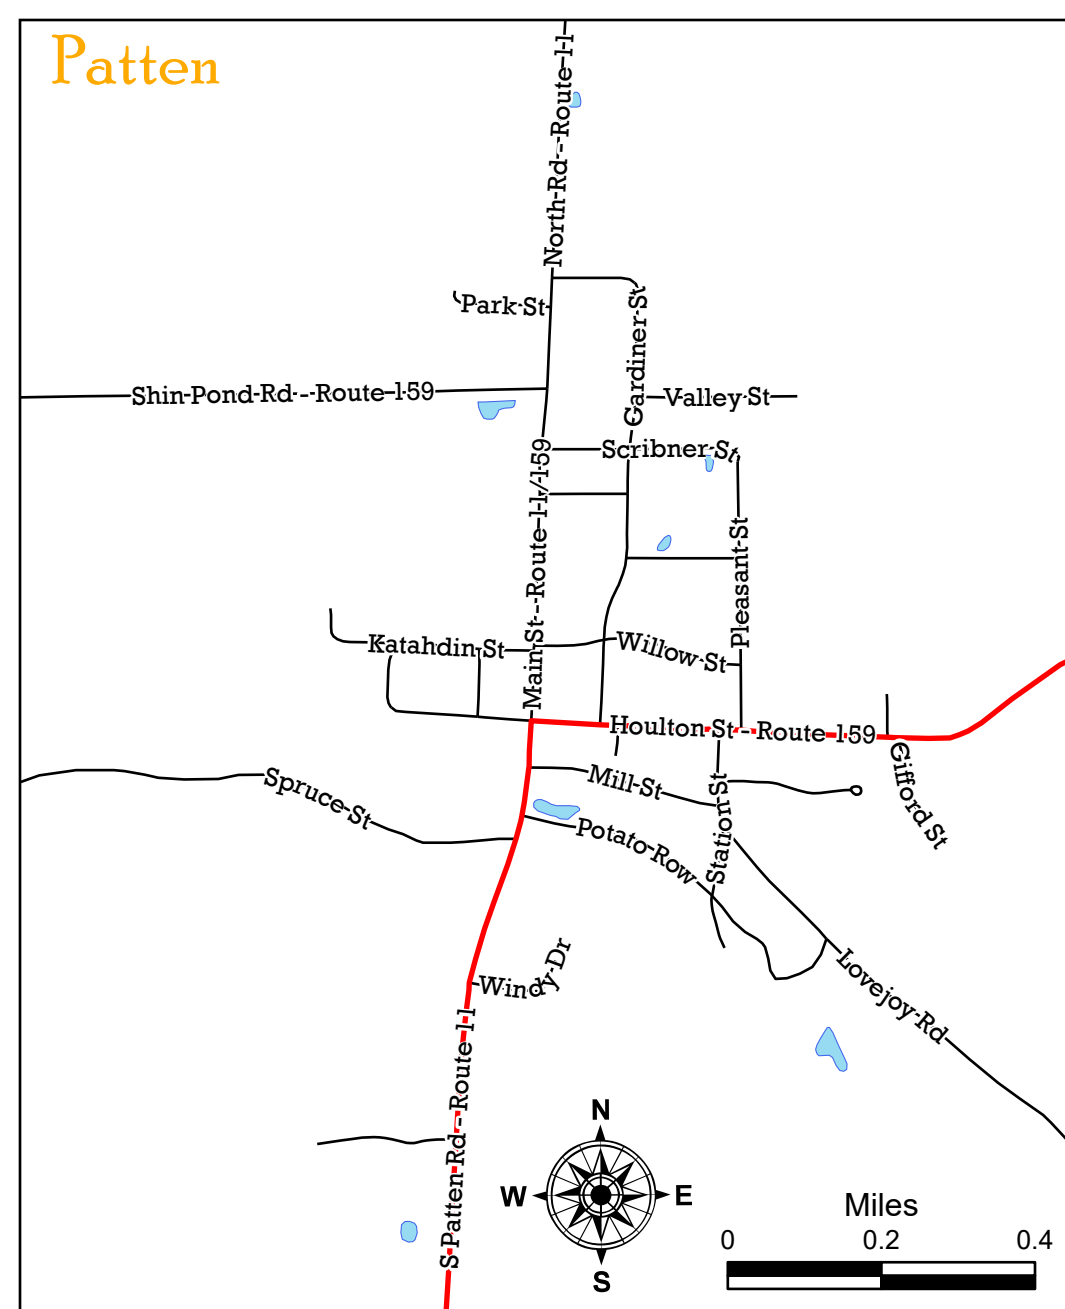 Patten
North Rd - Route 11
Park St
Gardiner St
Shin Pond Rd - Route 159
Valley St
Scribner St
Main St - Route 11/159
Pleasant St
Katahdin St
Willow St
Houlton St - Route 159
Gifford St
Spruce St
Mill St
Station St
Potato Row
Windy Dr
Lovejoy Rd
S Patten Rd - Route 11
N
W
E
S
Miles
0 0.2 0.4